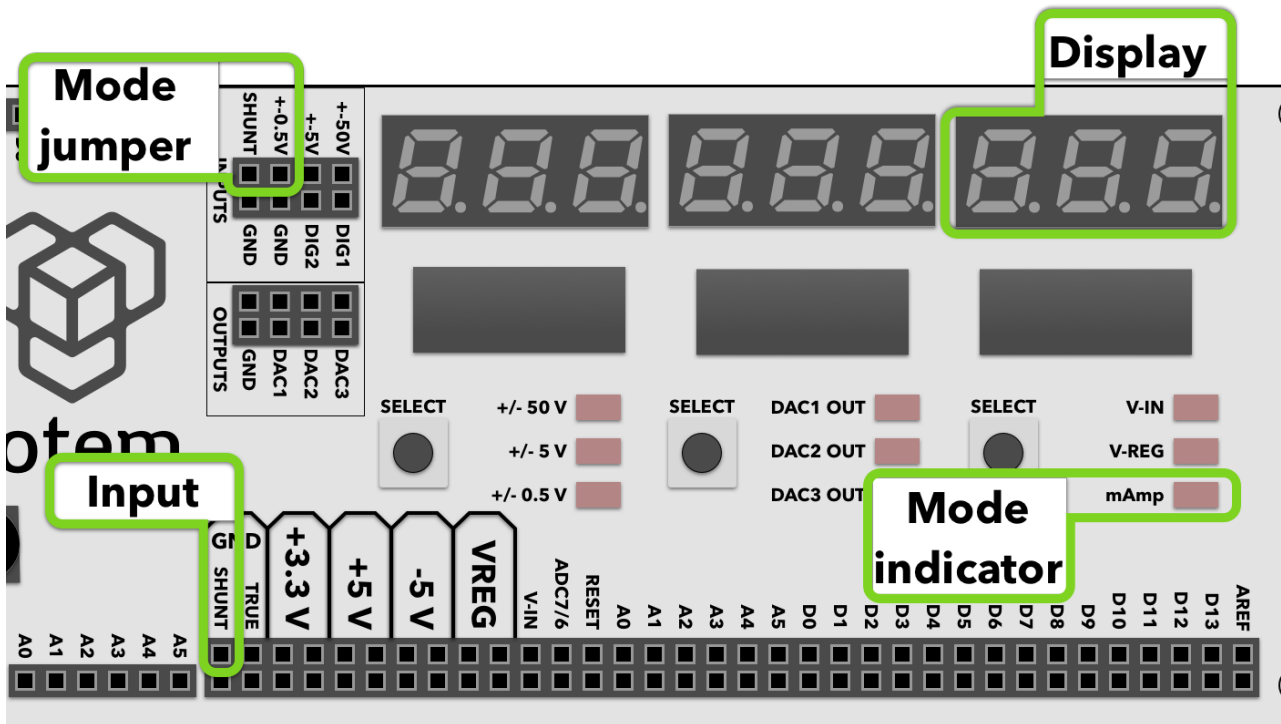 Display
Mode
jumper
SHUNT
+-0.5V
+-5V
+-50V
GND
GND
DIG2
DIG1
OUTPUTS
GND
DAC1
DAC2
DAC3
SELECT
+/- 50 V
+/- 5 V
+/- 0.5 V
SELECT
DAC1 OUT
DAC2 OUT
DAC3 OUT
SELECT
V-IN
V-REG
mAmp
Mode
indicator
Input
GND
SHUNT
TRUE
+3.3 V
+5 V
-5 V
VREG
V-IN
ADC7/6
RESET
A0
A1
A2
A3
A4
A5
D0
D1
D2
D3
D4
D5
D6
D7
D8
D9
D10
D11
D12
D13
AREF
A0
A1
A2
A3
A4
A5